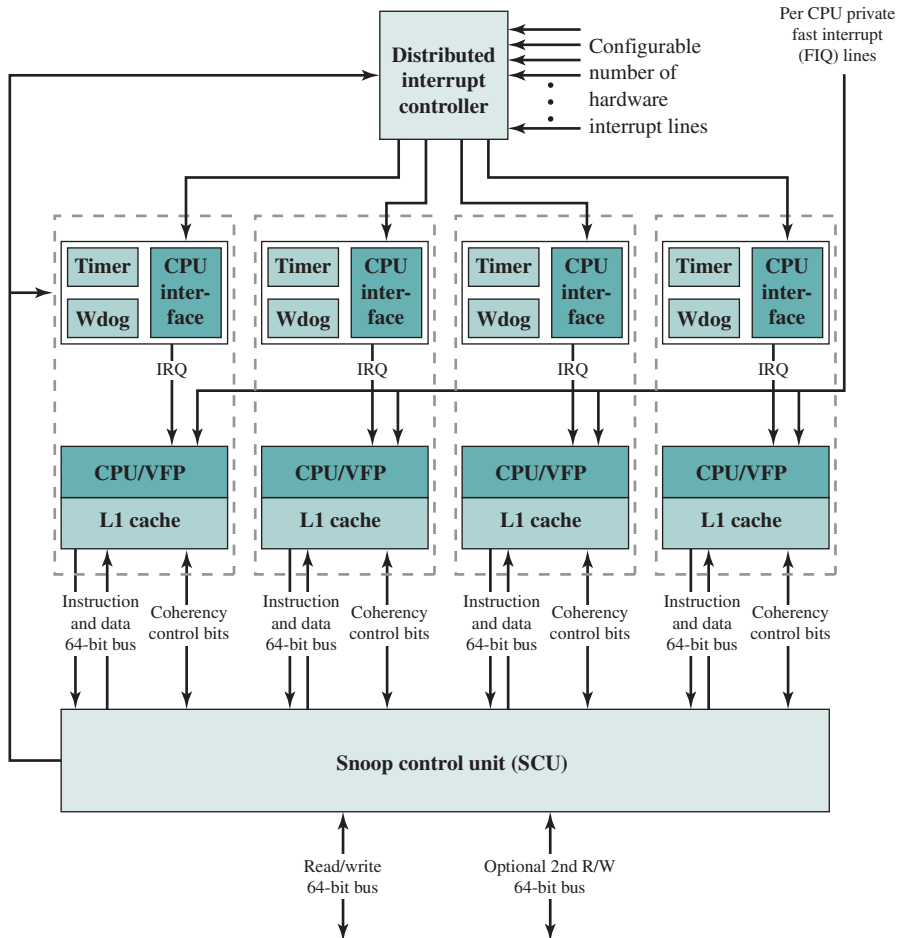 Per CPU private
fast interrupt
(FIQ) lines
Distributed
interrupt
controller
Configurable
number of
hardware
interrupt lines
Timer
Wdog
CPU
inter-
face
Timer
Wdog
CPU
inter-
face
Timer
Wdog
CPU
inter-
face
Timer
Wdog
CPU
inter-
face
IRQ
IRQ
IRQ
IRQ
CPU/VFP
L1 cache
CPU/VFP
L1 cache
CPU/VFP
L1 cache
CPU/VFP
L1 cache
Instruction
and data
64-bit bus
Coherency
control bits
Instruction
and data
64-bit bus
Coherency
control bits
Instruction
and data
64-bit bus
Coherency
control bits
Instruction
and data
64-bit bus
Coherency
control bits
Snoop control unit (SCU)
Read/write
64-bit bus
Optional 2nd R/W
64-bit bus